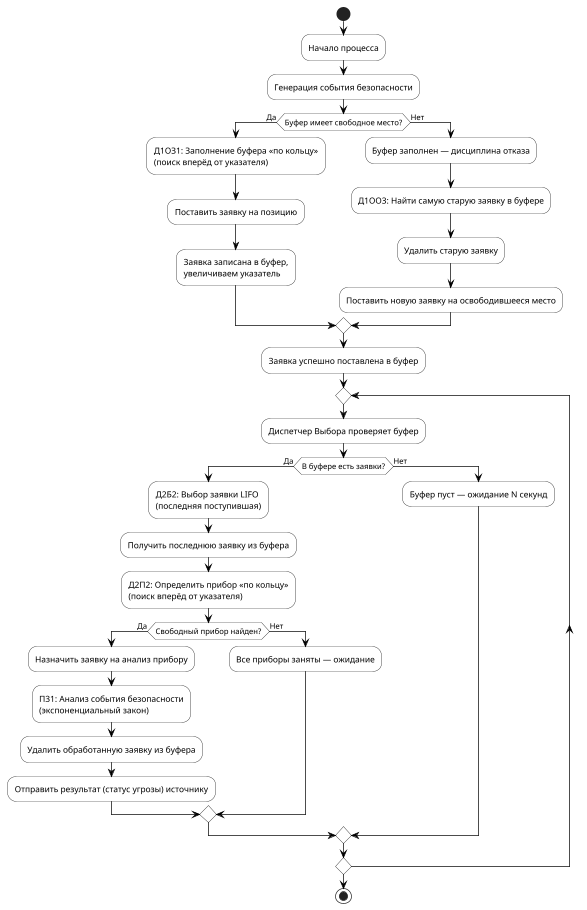 Начало процесса
Генерация события безопасности
Да
Буфер имеет свободное место?
Нет
Д1ОЗ1: Заполнение буфера «по кольцу»
(поиск вперёд от указателя)
Поставить заявку на позицию
Заявка записана в буфер,
увеличиваем указатель
Буфер заполнен — дисциплина отказа
Д1ОО3: Найти самую старую заявку в буфере
Удалить старую заявку
Поставить новую заявку на освободившееся место
Заявка успешно поставлена в буфер
Диспетчер Выбора проверяет буфер
Да
В буфере есть заявки?
Нет
Д2Б2: Выбор заявки LIFO
(последняя поступившая)
Получить последнюю заявку из буфера
Д2П2: Определить прибор «по кольцу»
(поиск вперёд от указателя)
Да
Свободный прибор найден?
Нет
Назначить заявку на анализ прибору
ПЗ1: Анализ события безопасности
(экспоненциальный закон)
Удалить обработанную заявку из буфера
Отправить результат (статус угрозы) источнику
Все приборы заняты — ожидание
Буфер пуст — ожидание N секунд